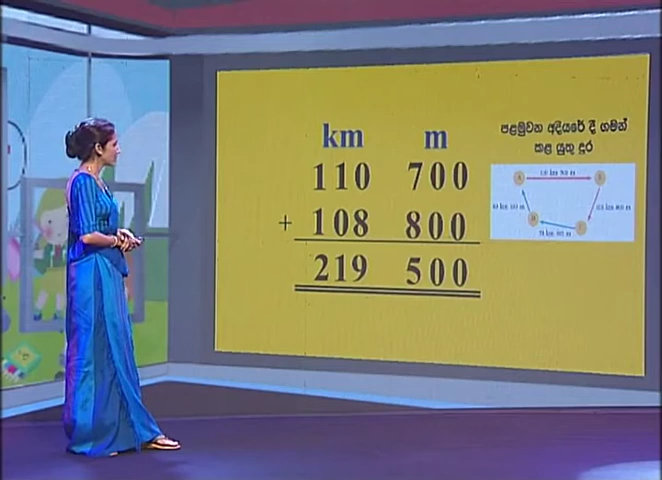 km m
110 700
+ 108 800
219 500
පළමුවන අදියරේ දී ගමන්
කළ යුතු දුර
A